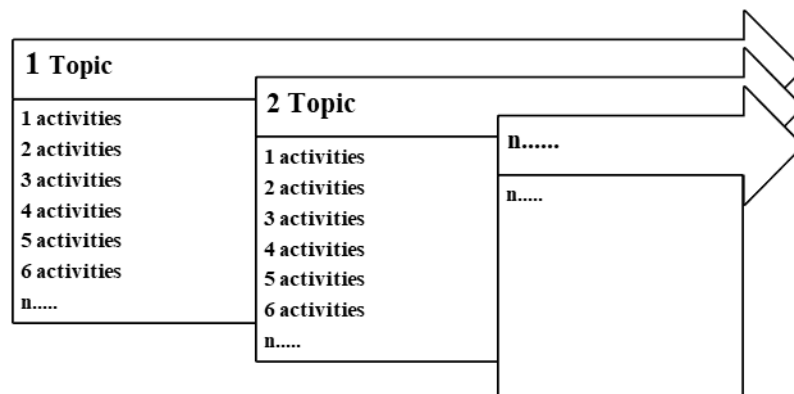 1 Topic
1 activities
2 activities
3 activities
4 activities
5 activities
6 activities
n.....
2 Topic
1 activities
2 activities
3 activities
4 activities
5 activities
6 activities
n.....
n......
n.....